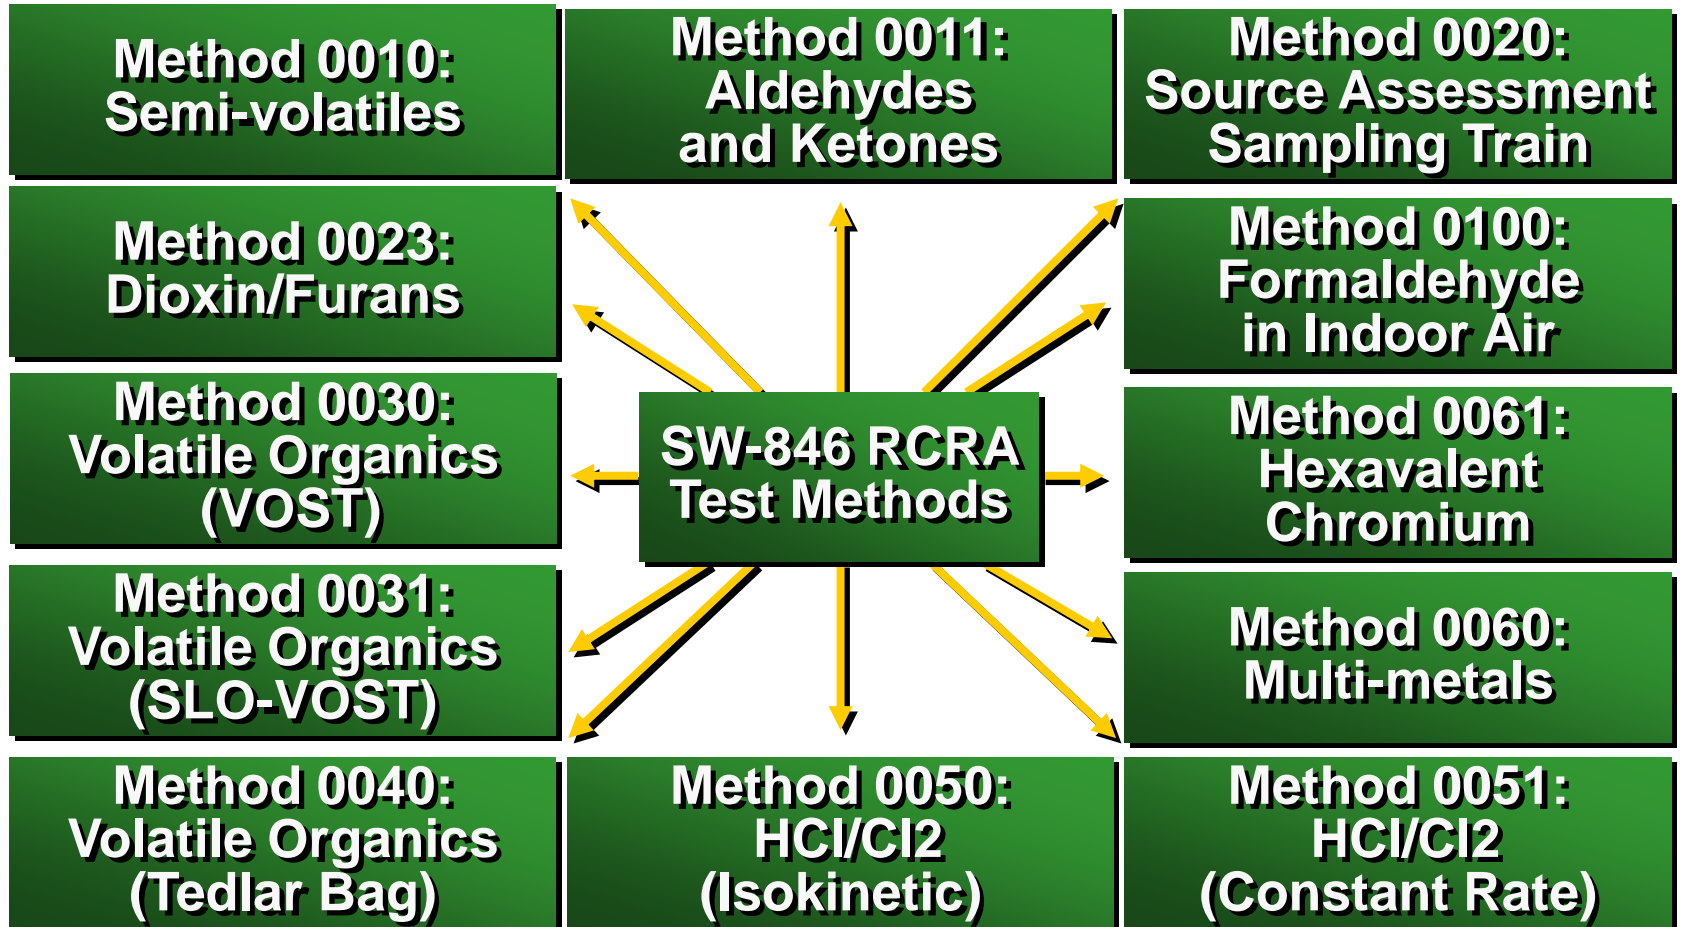 Method 0010:
Semi-volatiles
Method 0011:
Aldehydes
and Ketones
Method 0020:
Source Assessment
Sampling Train
Method 0023:
Dioxin/Furans
Method 0100:
Formaldehyde
in Indoor Air
Method 0030:
Volatile Organics
(VOST)
SW-846 RCRA
Test Methods
Method 0061:
Hexavalent
Chromium
Method 0031:
Volatile Organics
(SLO-VOST)
Method 0060:
Multi-metals
Method 0040:
Volatile Organics
(Tedlar Bag)
Method 0050:
HCl/Cl2
(Isokinetic)
Method 0051:
HCl/Cl2
(Constant Rate)